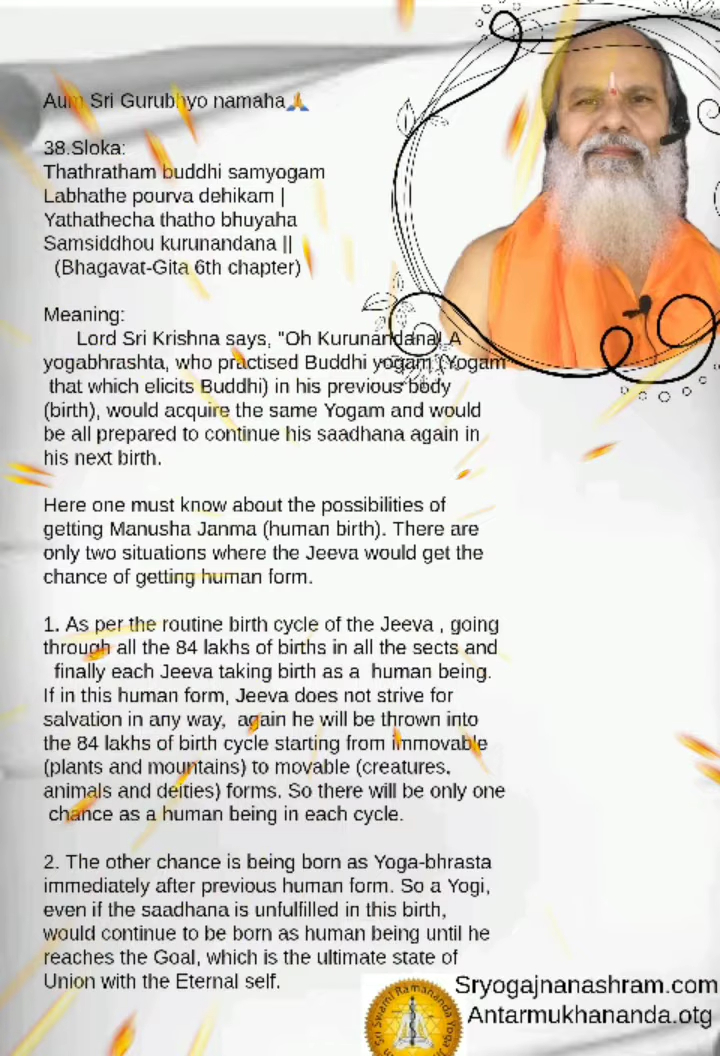 Aum Sri Gurubhyo namaha🙏
38.Sloka:
Thathratham buddhi samyogam
Labhathe pourva dehikam |
Yathathecha thatho bhuyaha
Samsiddhou kurunandana ||
(Bhagavat-Gita 6th chapter)
Meaning:
Lord Sri Krishna says, "Oh Kurunandana! A
yogabhrashta, who practised Buddhi yogam (Yogam
that which elicits Buddhi) in his previous body
(birth), would acquire the same Yogam and would
be all prepared to continue his saadhana again in
his next birth.
Here one must know about the possibilities of
getting Manusha Janma (human birth). There are
only two situations where the Jeeva would get the
chance of getting human form.
1. As per the routine birth cycle of the Jeeva , going
through all the 84 lakhs of births in all the sects and
finally each Jeeva taking birth as a human being.
If in this human form, Jeeva does not strive for
salvation in any way, again he will be thrown into
the 84 lakhs of birth cycle starting from immovable
(plants and mountains) to movable (creatures,
animals and deities) forms. So there will be only one
chance as a human being in each cycle.
2. The other chance is being born as Yoga-bhrasta
immediately after previous human form. So a Yogi,
even if the saadhana is unfulfilled in this birth,
would continue to be born as human being until he
reaches the Goal, which is the ultimate state of
Union with the Eternal self.
Sryogajnanashram.com
Antarmukhananda.otg
Sri Swami Ramananda Yoga